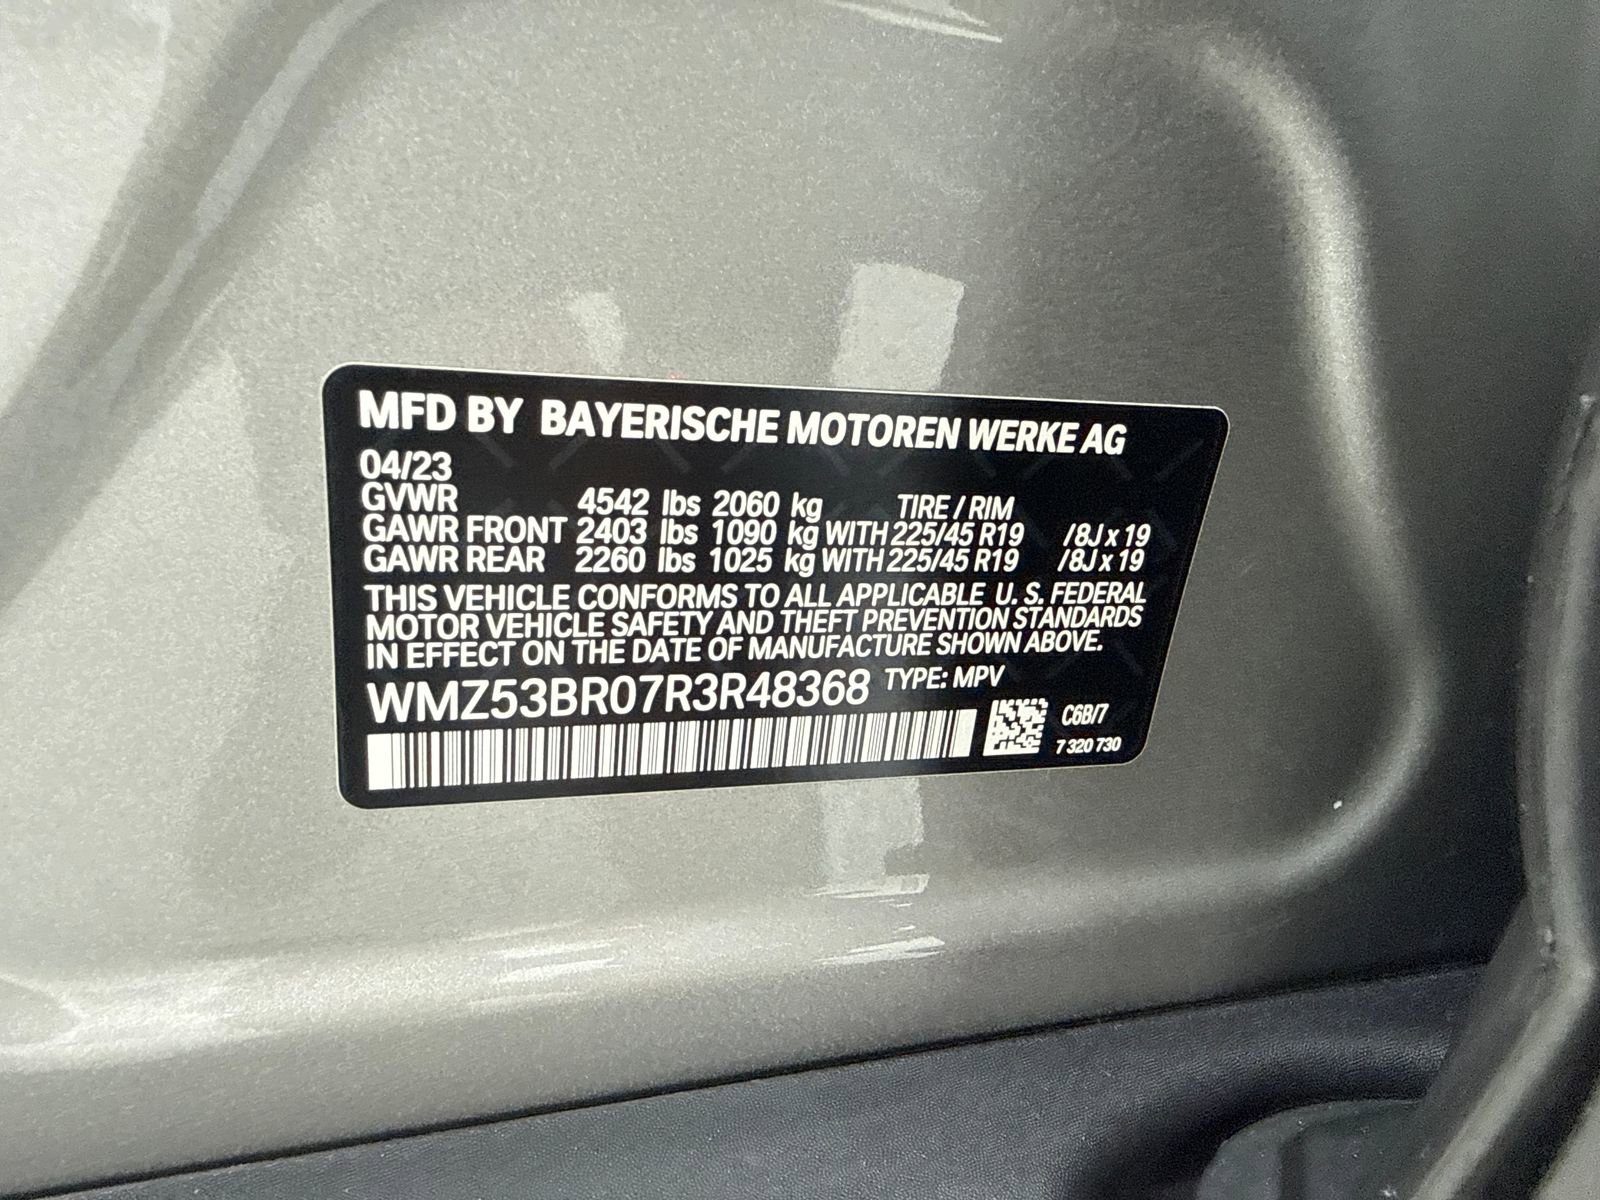 MFD BY BAYERISCHE MOTOREN WERKE AG
04/23
GVWR 4542 lbs 2060 kg TIRE / RIM
GAWR FRONT 2403 lbs 1090 kg WITH 225/45 R19 /8J x 19
GAWR REAR 2260 lbs 1025 kg WITH 225/45 R19 /8J x 19
THIS VEHICLE CONFORMS TO ALL APPLICABLE U. S. FEDERAL
MOTOR VEHICLE SAFETY AND THEFT PREVENTION STANDARDS
IN EFFECT ON THE DATE OF MANUFACTURE SHOWN ABOVE.
WMZ53BR07R3R48368 TYPE: MPV
C6B/7
7 320 730